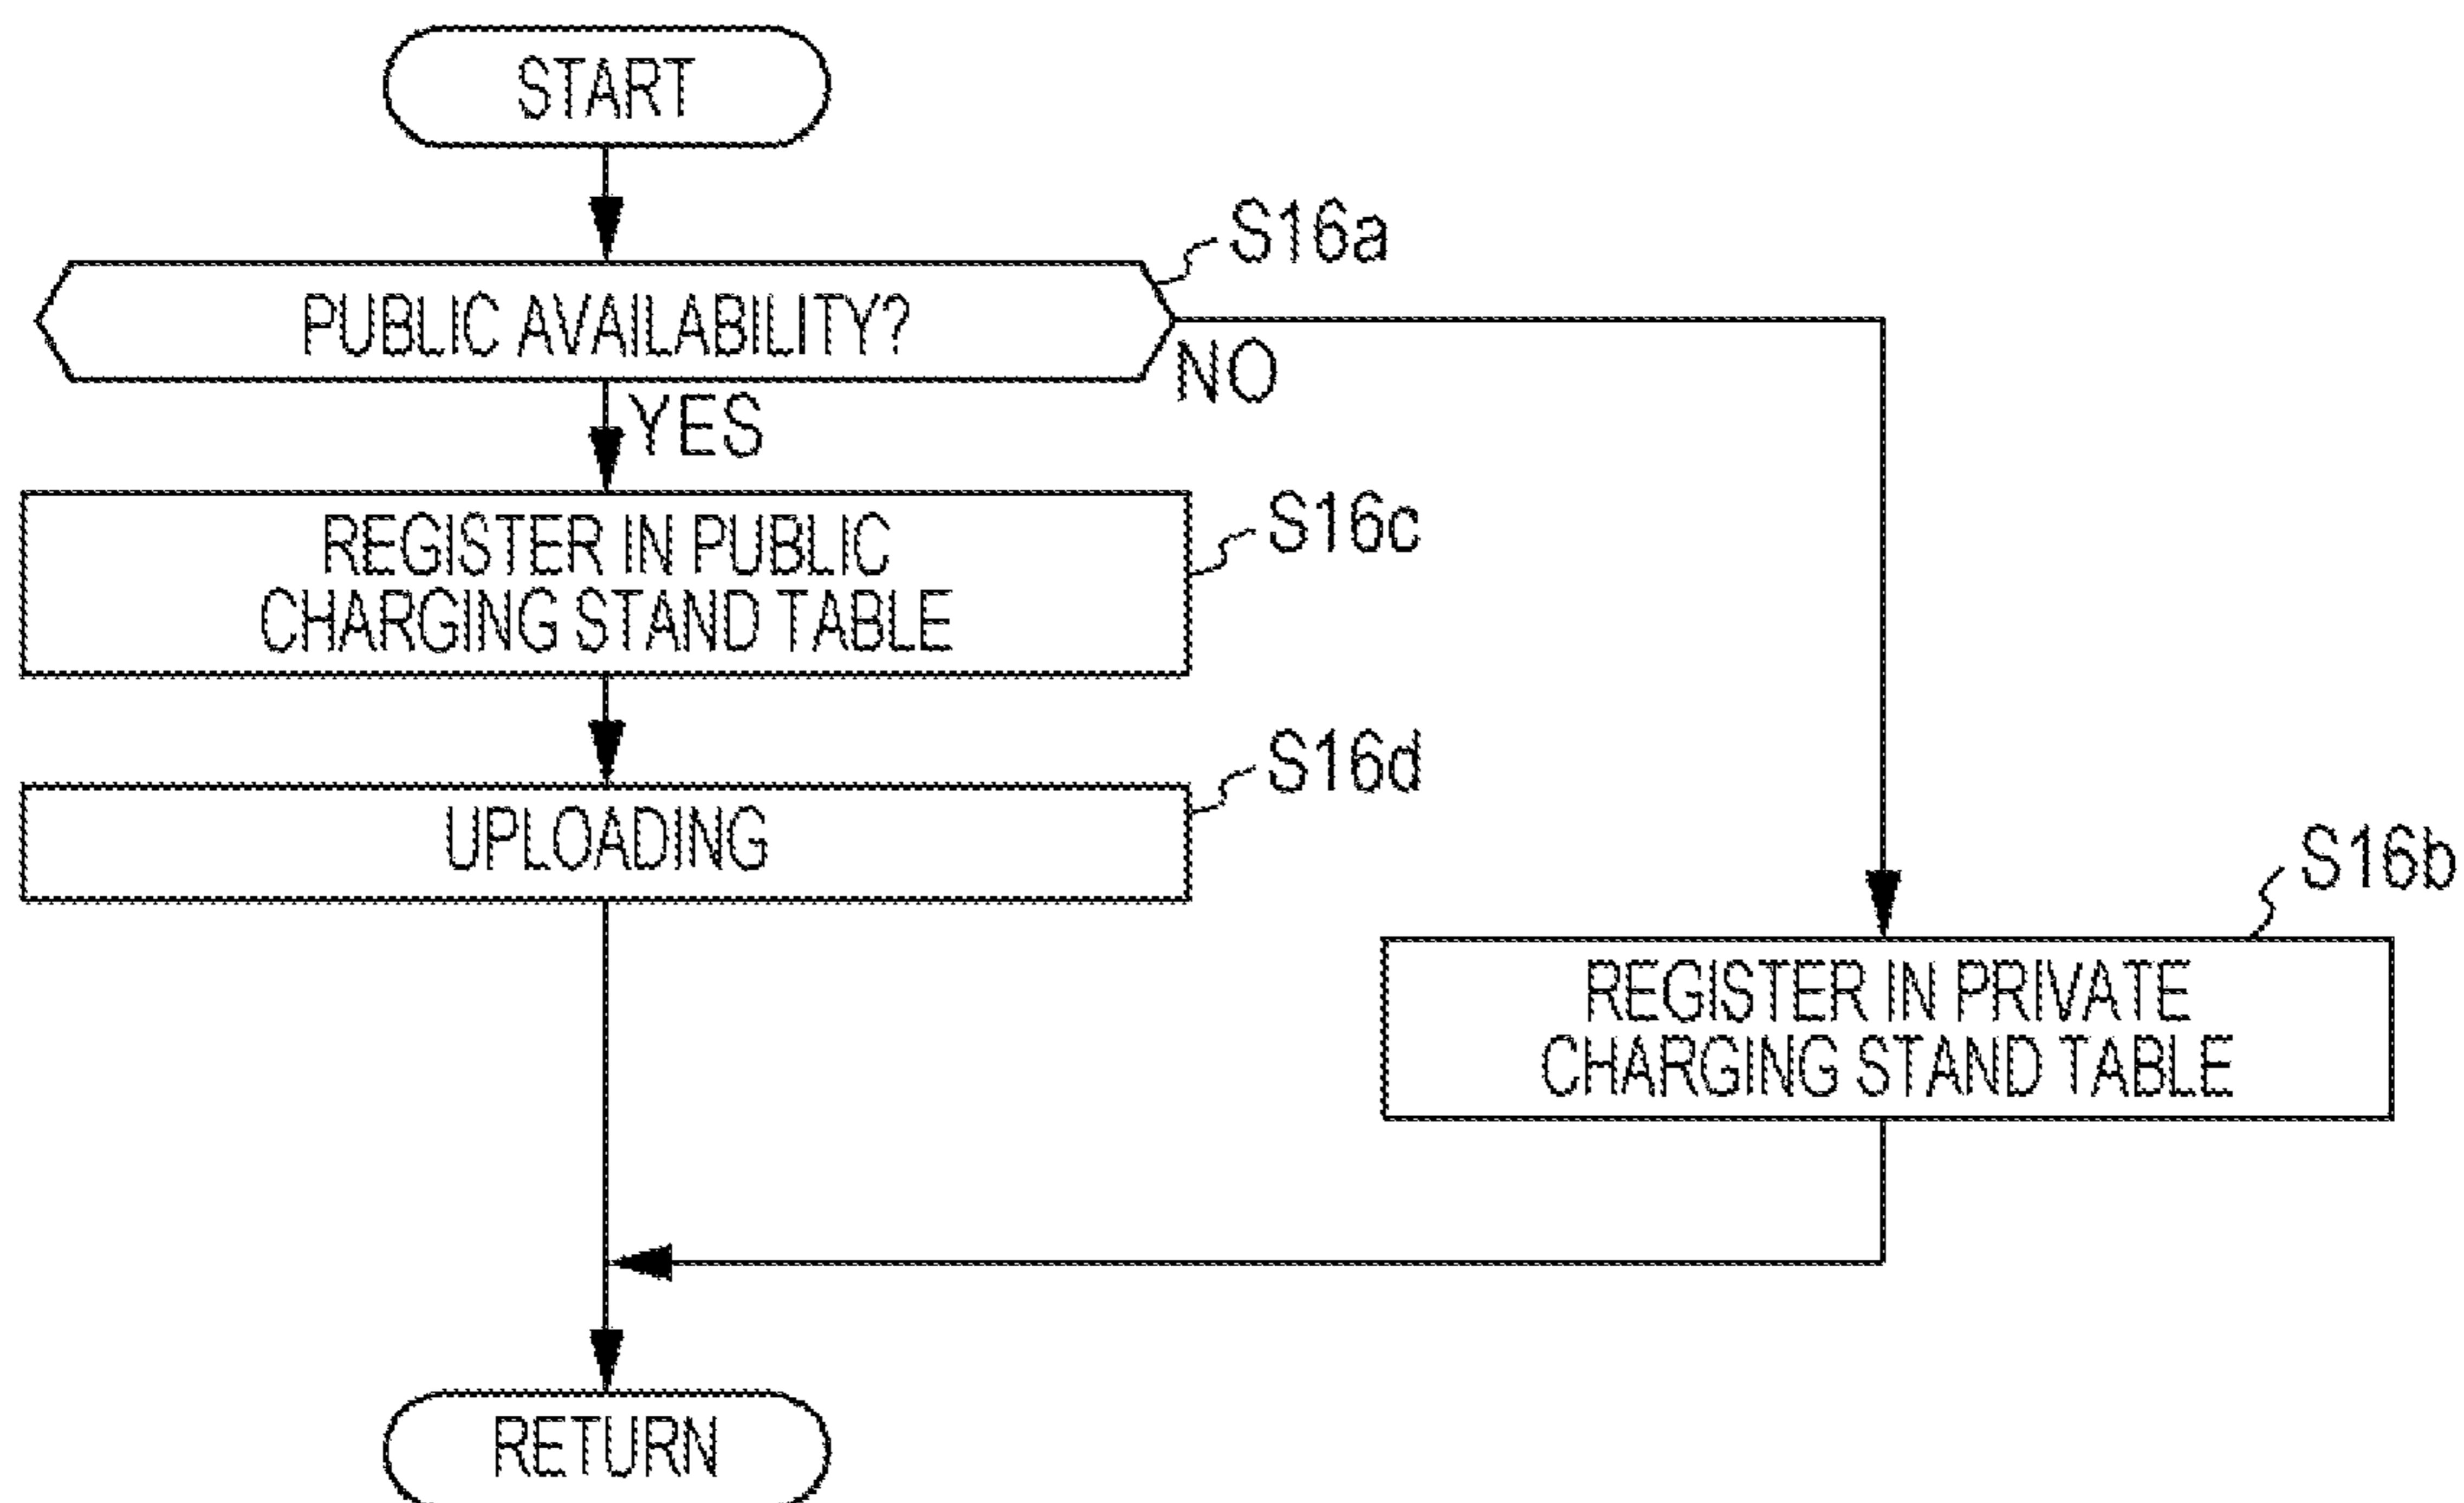 START
S16a
PUBLIC AVAILABILITY?
NO
YES
S16c
REGISTER IN PUBLIC
CHARGING STAND TABLE
S16d
UPLOADING
S16b
REGISTER IN PRIVATE
CHARGING STAND TABLE
RETURN